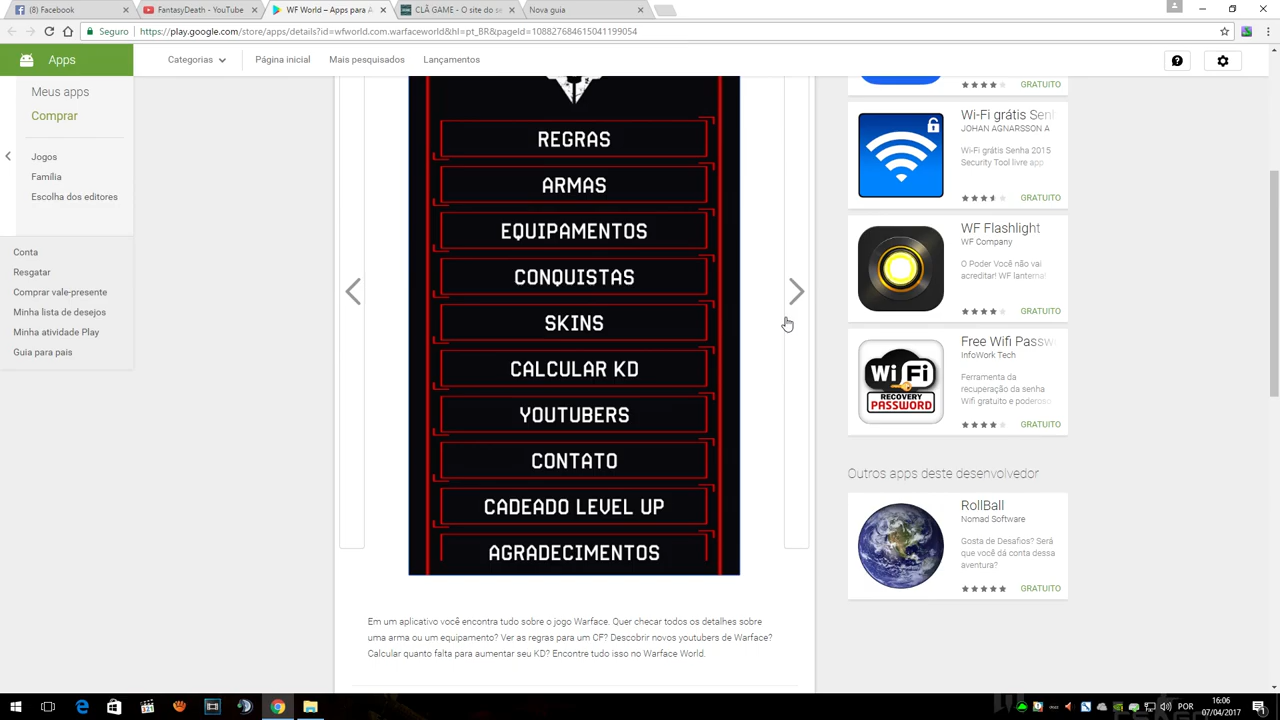 (8) Facebook
FantasyDeath - YouTube
WF World – Apps para A
CLÃ GAME - O site do se
Nova guia
Seguro
https://play.google.com/store/apps/details?id=wfworld.com.warfaceworld&hl=pt_BR&pageId=108827684615041199054
Apps
Categorias
Página inicial
Mais pesquisados
Lançamentos
Meus apps
Comprar
Jogos
Família
Escolha dos editores
Conta
Resgatar
Comprar vale-presente
Minha lista de desejos
Minha atividade Play
Guia para pais
REGRAS
ARMAS
EQUIPAMENTOS
CONQUISTAS
SKINS
CALCULAR KD
YOUTUBERS
CONTATO
CADEADO LEVEL UP
AGRADECIMENTOS
Em um aplicativo você encontra tudo sobre o jogo Warface. Quer checar todos os detalhes sobre
uma arma ou um equipamento? Ver as regras para um CF? Descobrir novos youtubers de Warface?
Calcular quanto falta para aumentar seu KD? Encontre tudo isso no Warface World.
GRATUITO
Wi-Fi grátis Senh
JOHAN AGNARSSON A
Wi-Fi grátis Senha 2015
Security Tool livre app
GRATUITO
WF Flashlight
WF Company
O Poder Você não vai
acreditar! WF lanterna!
GRATUITO
WiFi
RECOVERY
PASSWORD
Free Wifi Passw
InfoWork Tech
Ferramenta da
recuperação da senha
Wifi gratuito e poderoso
GRATUITO
Outros apps deste desenvolvedor
RollBall
Nomad Software
Gosta de Desafios? Será
que você dá conta dessa
aventura?
GRATUITO
POR
16:06
07/04/2017